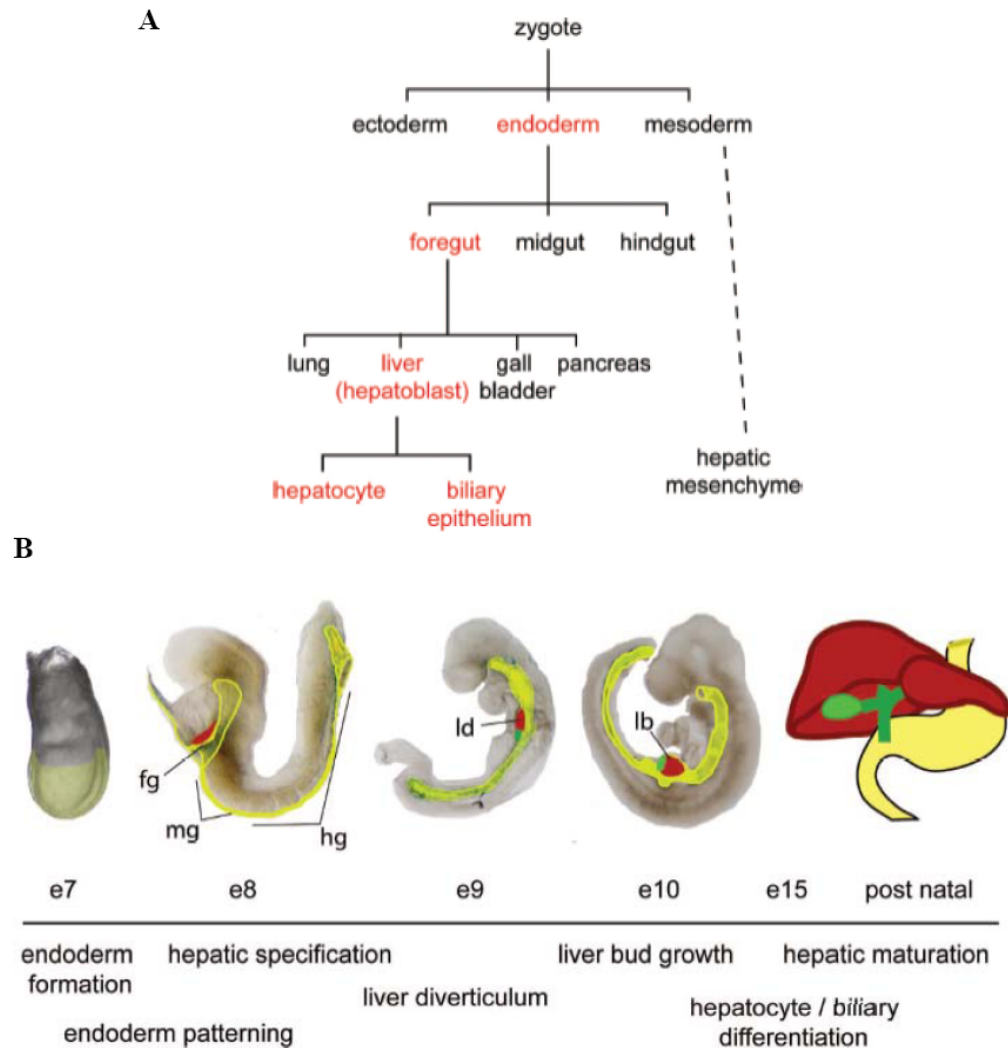 A
zygote
ectoderm endoderm mesoderm
foregut midgut hindgut
lung liver gall pancreas
(hepatoblast) bladder
hepatic
mesenchyme
hepatocyte biliary
epithelium
B
ld
lb
fg
mg
hg
e7 e8 e9 e10 e15 post natal
endoderm hepatic specification liver bud growth hepatic maturation
formation
liver diverticulum
hepatocyte / biliary
endoderm patterning
differentiation